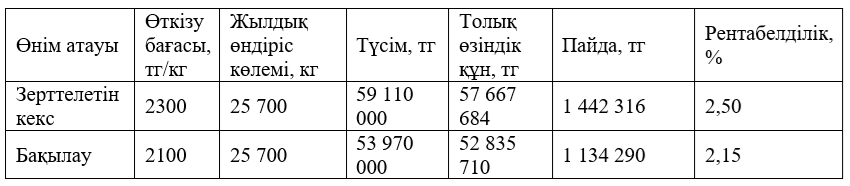 Өнім атауы
Өткізу
бағасы,
тг/кг
Жылдық
өндіріс
көлемі, кг
Түсім, тг
Толық
өзіндік
құн, тг
Пайда, тг
Рентабелділік,
%
Зерттелетін
кекс
2300
25 700
59 110
000
57 667
684
1 442 316
2,50
Бақылау
2100
25 700
53 970
000
52 835
710
1 134 290
2,15